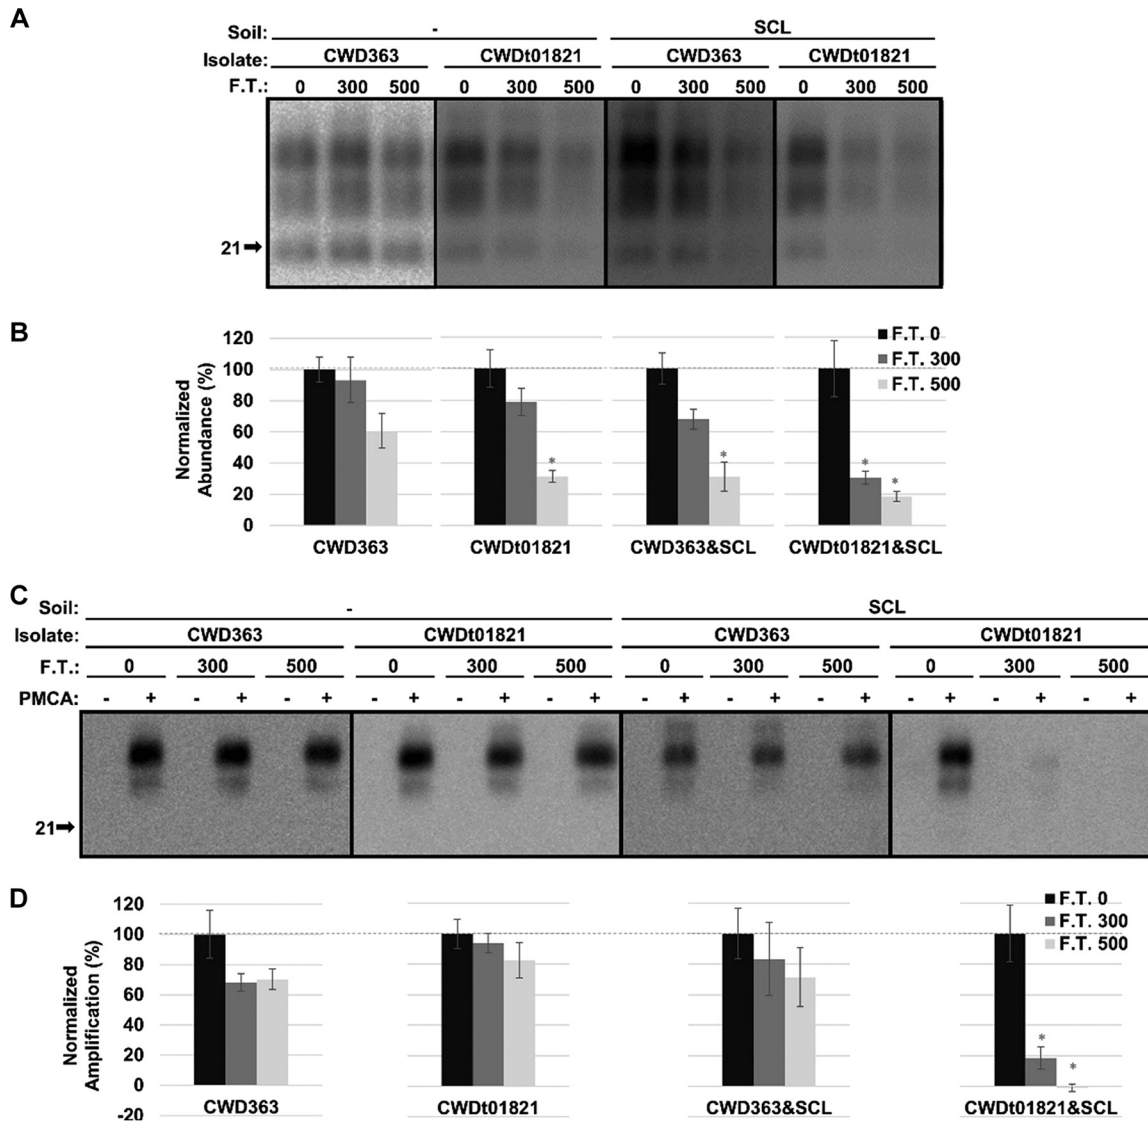 A
Soil: - SCL
Isolate: CWD363 CWDt01821 CWD363 CWDt01821
F.T.: 0 300 500 0 300 500 0 300 500 0 300 500
21
B
Normalized Abundance (%)
120
100
80
60
40
20
0
F.T. 0
F.T. 300
F.T. 500
* * * *
CWD363 CWDt01821 CWD363&SCL CWDt01821&SCL
C
Soil: - SCL
Isolate: CWD363 CWDt01821 CWD363 CWDt01821
F.T.: 0 300 500 0 300 500 0 300 500 0 300 500
PMCA: - + - + - + - + - + - + - + - + - + - + - + - +
21
D
Normalized Amplification (%)
120
100
80
60
40
20
0
-20
F.T. 0
F.T. 300
F.T. 500
* *
CWD363 CWDt01821 CWD363&SCL CWDt01821&SCL